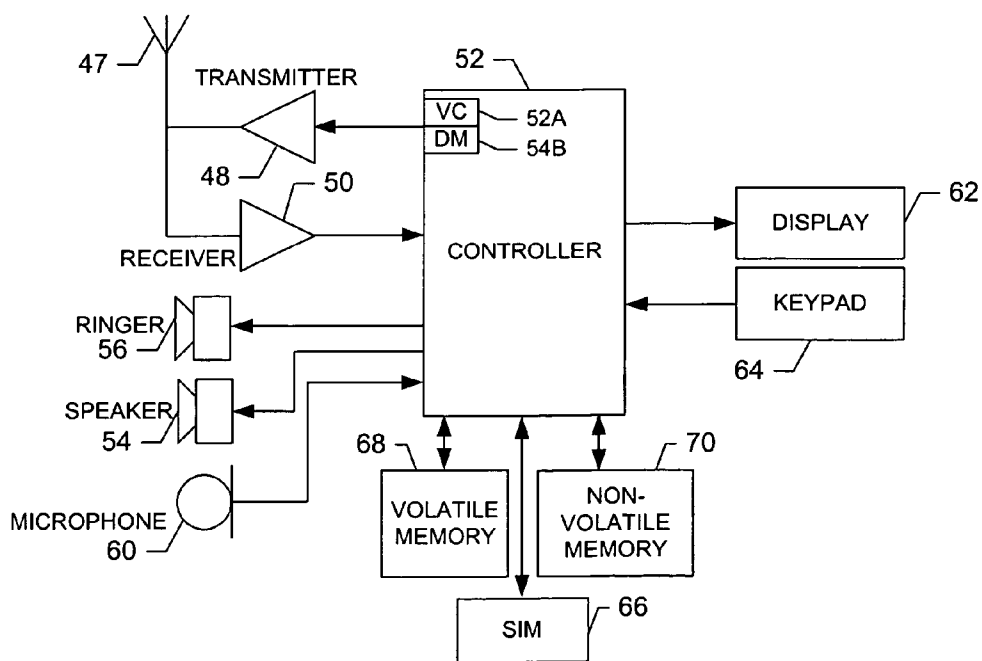 47
TRANSMITTER
48
52
VC
52A
DM
54B
50
RECEIVER
CONTROLLER
62
DISPLAY
KEYPAD
64
RINGER
56
SPEAKER
54
MICROPHONE
60
68
VOLATILE
MEMORY
70
NON-
VOLATILE
MEMORY
SIM
66